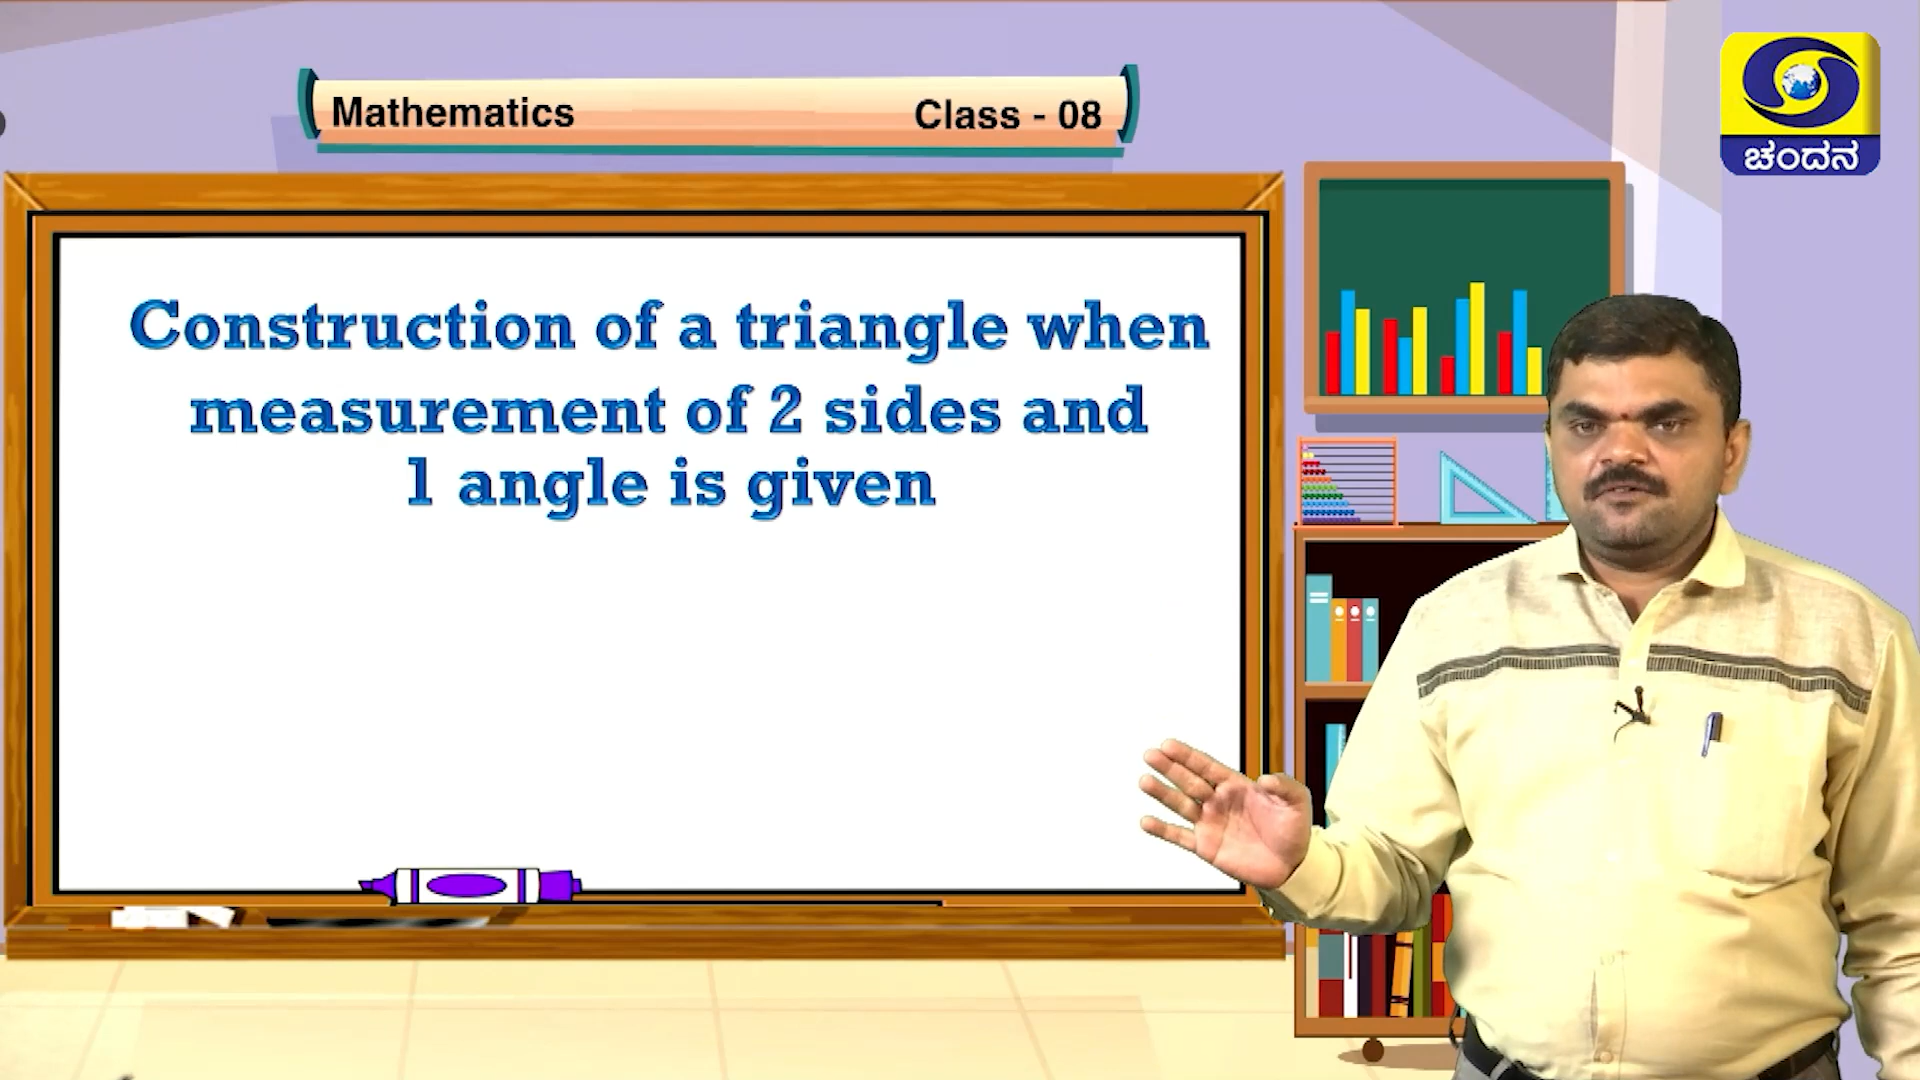 Mathematics Class - 08
ಚಂದನ
Construction of a triangle when
measurement of 2 sides and
1 angle is given